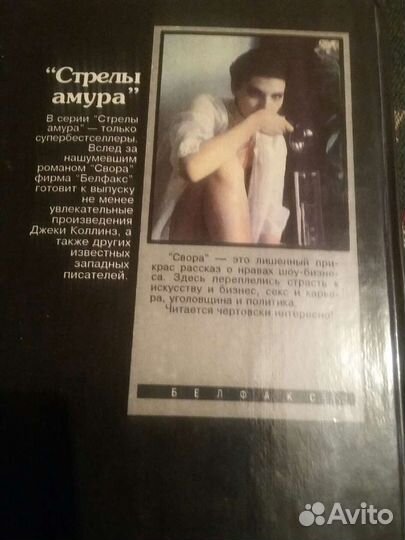 “Стрелы
амура”
В серии “Стрелы
амура” — только
супербестселлеры.
Вслед за
нашумевшим
романом “Свора”
фирма “Белфакс”
готовит к выпуску
не менее
увлекательные
произведения
Джеки Коллинз, а
также других
известных
западных
писателей.
“Свора” — это лишенный при-
крас рассказ о нравах шоу-бизне-
са. Здесь переплелись страсть к
искусству и бизнес, секс и карье-
ра, уголовщина и политика.
Читается чертовски интересно!
БЕЛФАКС
Avito